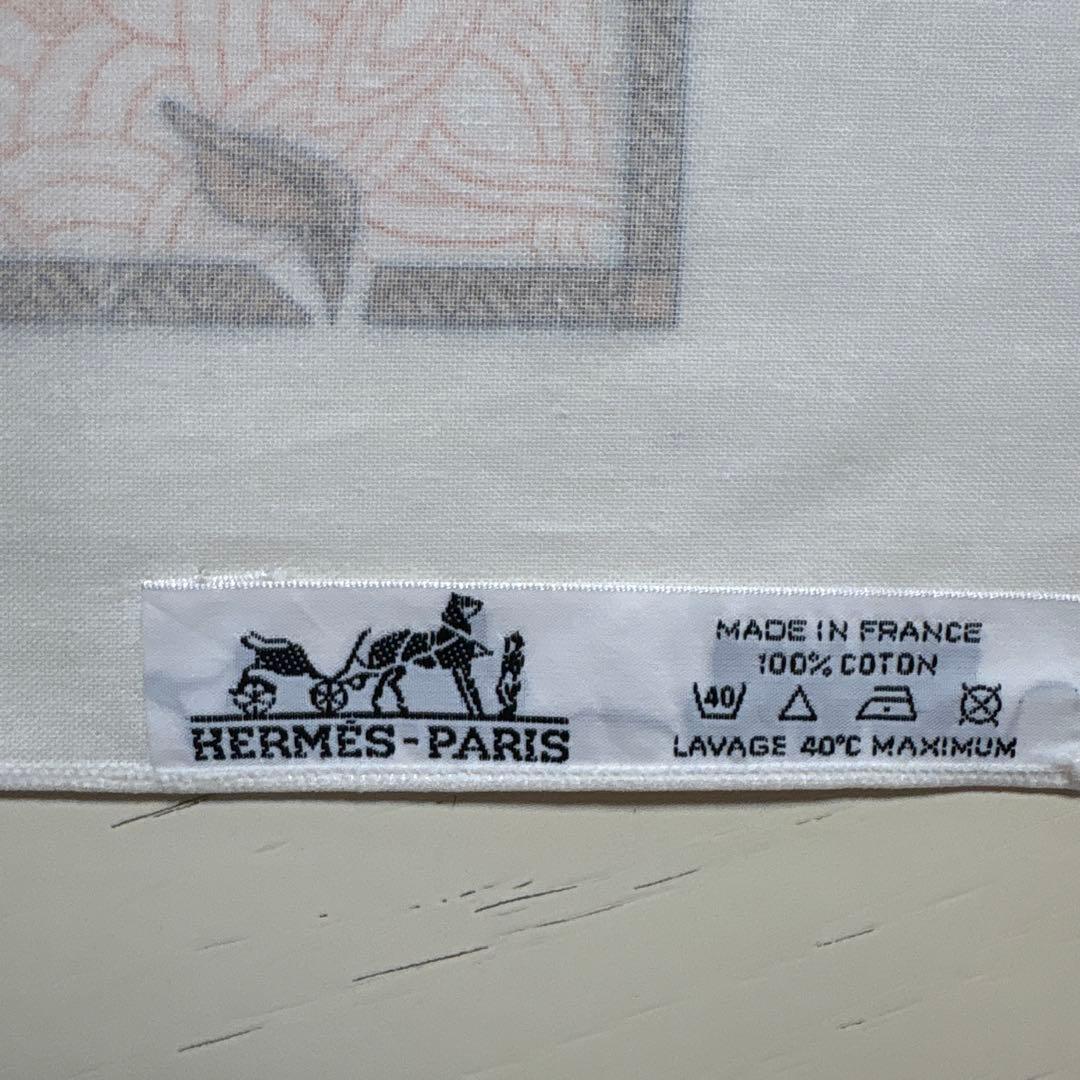 HERMÈS-PARIS
MADE IN FRANCE
100% COTON
40
LAVAGE 40°C MAXIMUM